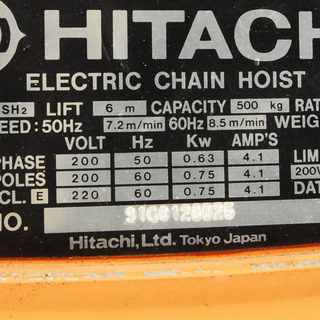 HITACH
ELECTRIC CHAIN HOIST
SH2 LIFT 6 m CAPACITY 500 kg RAT
EED:50Hz 7.2 m/min 60Hz 8.5 m/min WEIG
VOLT Hz Kw AMP'S
PHASE 200 50 0.63 4.1 LIM
POLES 200 60 0.75 4.1 200V
CL. E 220 60 0.75 4.1 DA
NO.
Hitachi, Ltd. Tokyo Japan